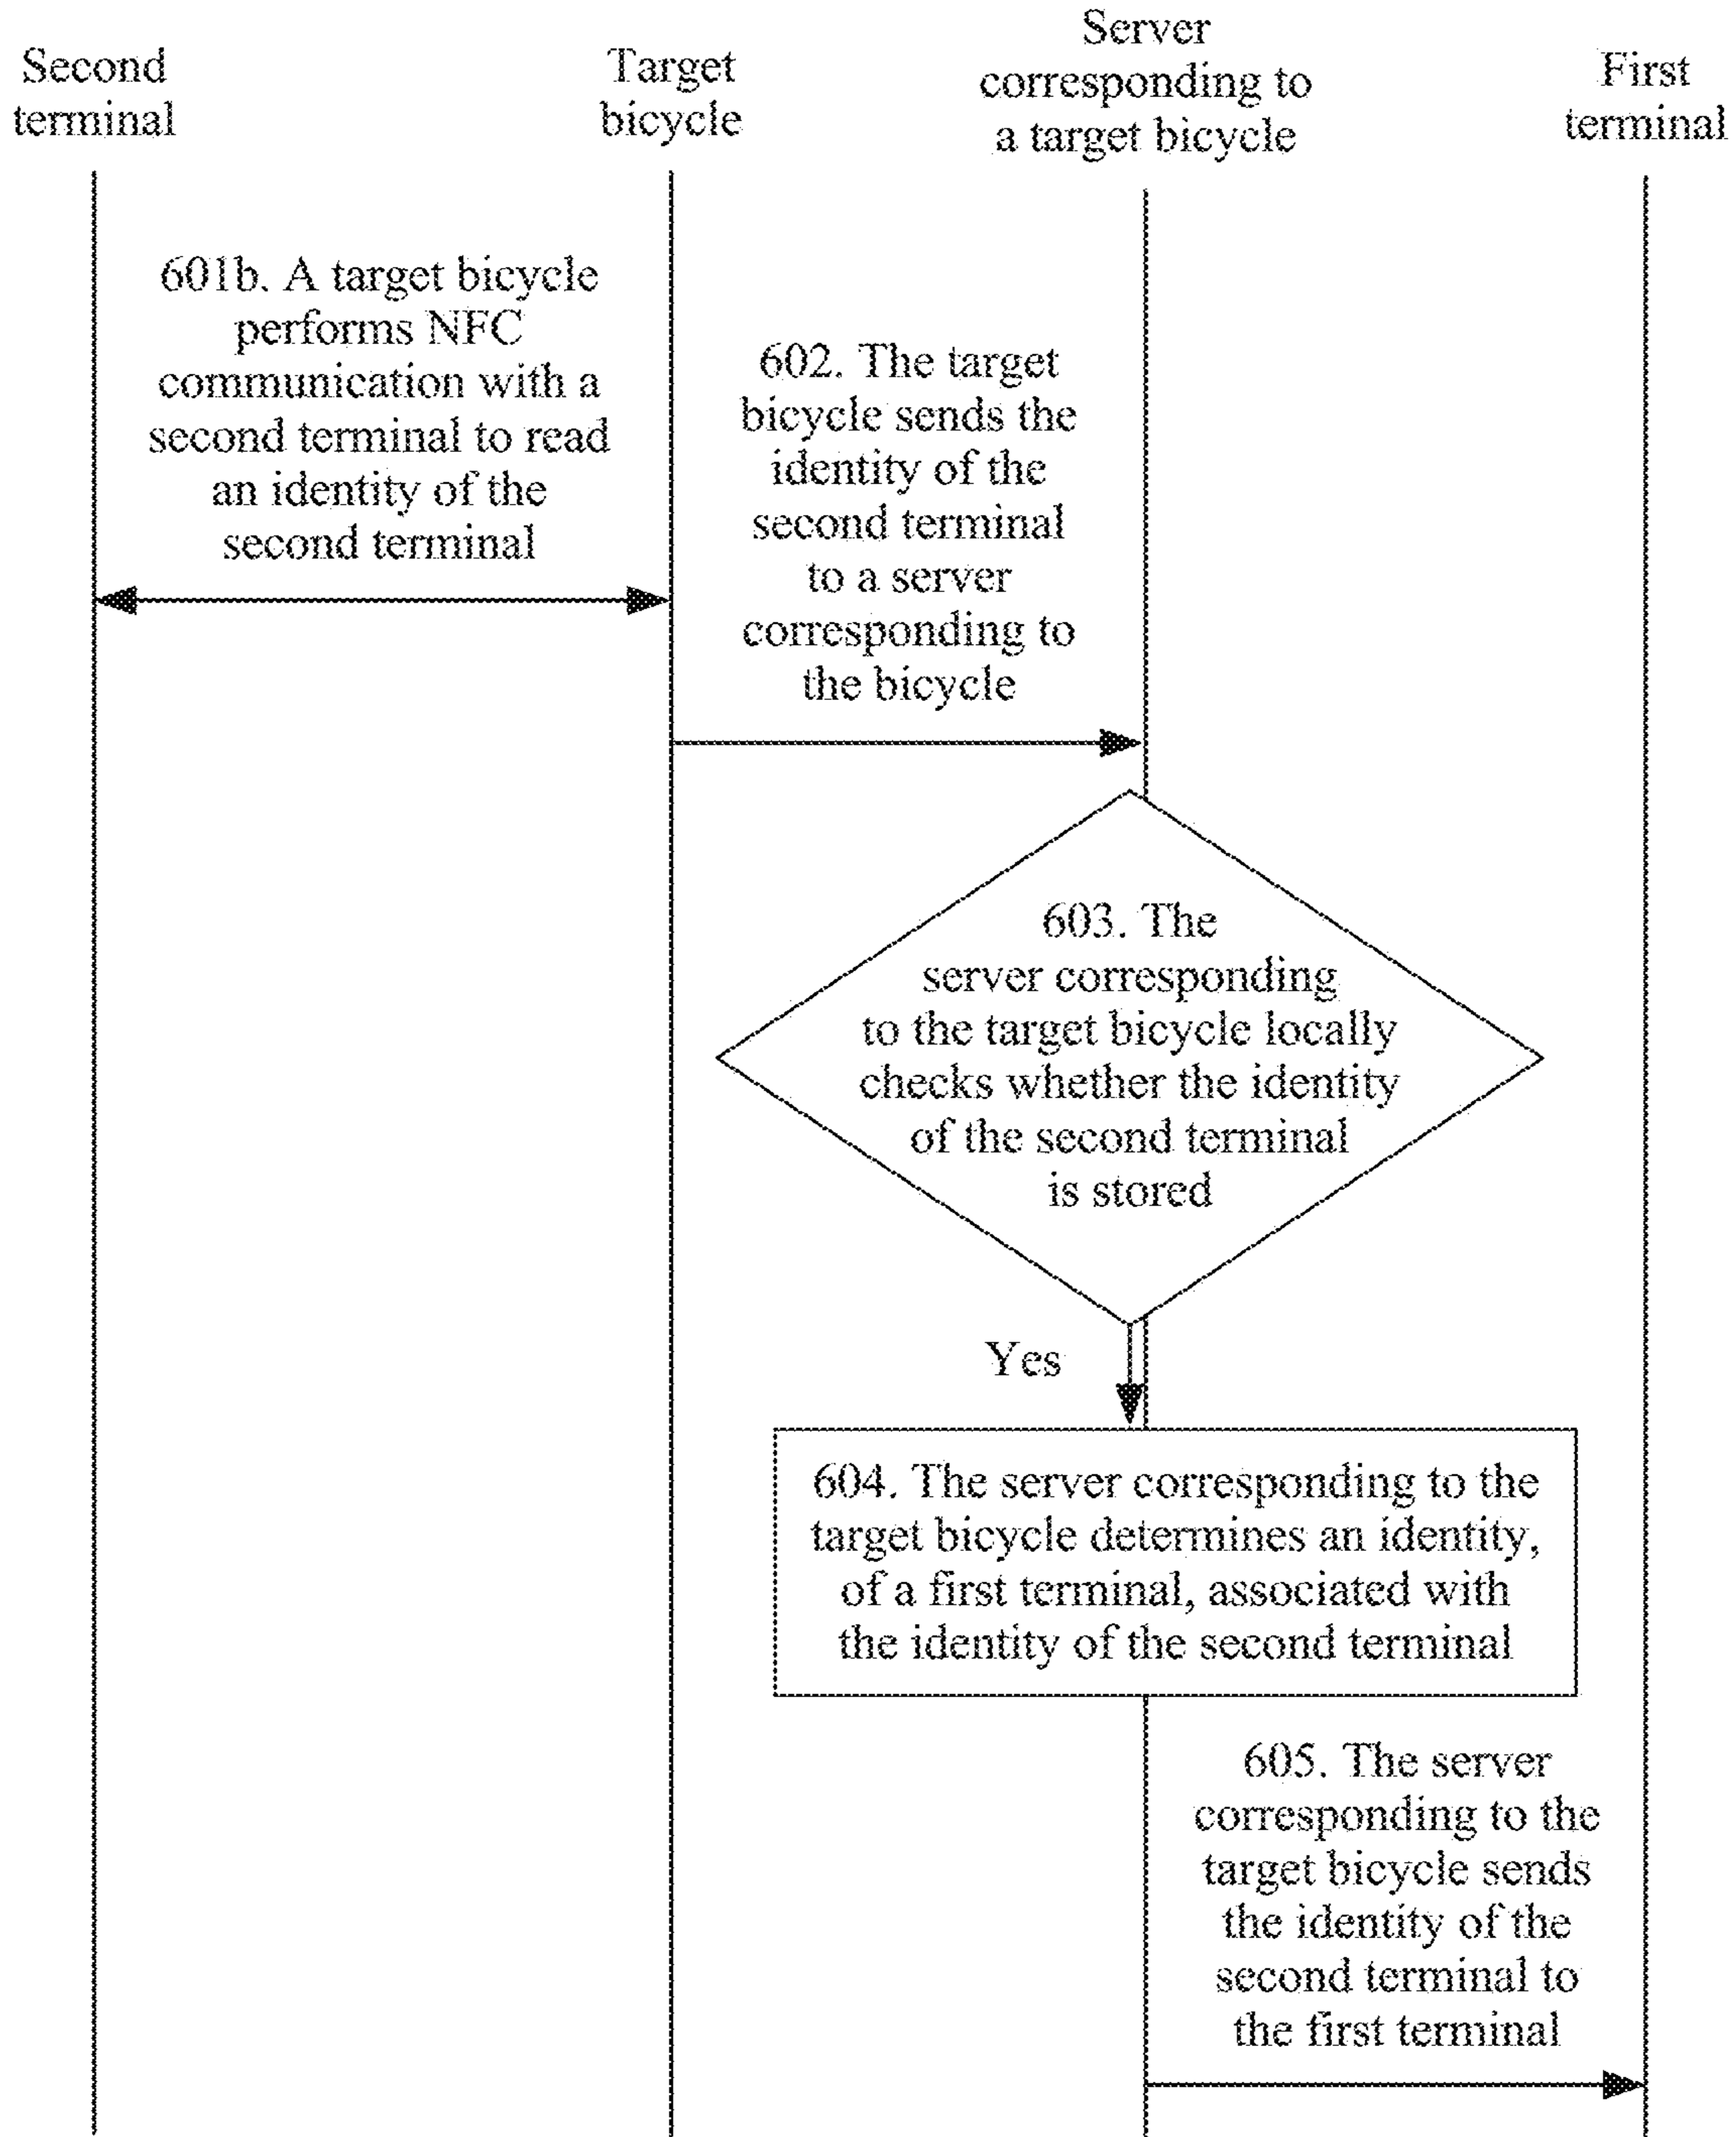 Second
terminal
Target
bicycle
Server
corresponding to
a target bicycle
First
terminal
601b. A target bicycle
performs NFC
communication with a
second terminal to read
an identity of the
second terminal
602. The target
bicycle sends the
identity of the
second terminal
to a server
corresponding to
the bicycle
603. The
server corresponding
to the target bicycle locally
checks whether the identity
of the second terminal
is stored
Yes
604. The server corresponding to the
target bicycle determines an identity,
of a first terminal, associated with
the identity of the second terminal
605. The server
corresponding to the
target bicycle sends
the identity of the
second terminal to
the first terminal